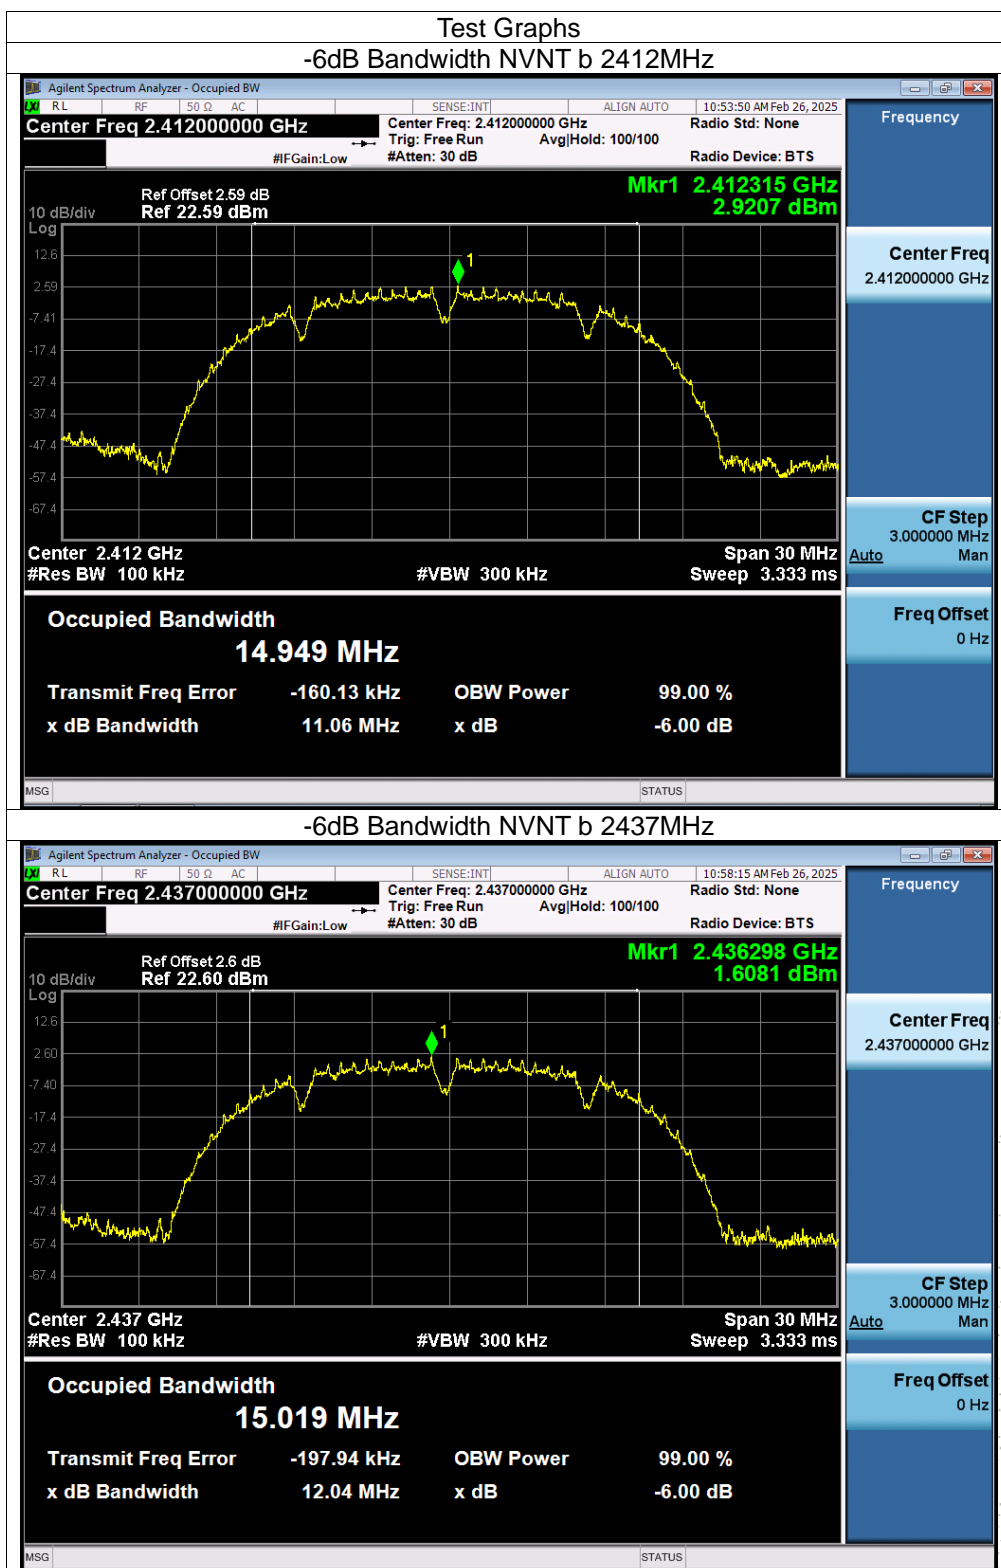 Test Graphs
-6dB Bandwidth NVNT b 2412MHz
Agilent Spectrum Analyzer - Occupied BW
LXI RL RF 50 Ω AC SENSE:INT ALIGN AUTO 10:53:50 AM Feb 26, 2025
Center Freq 2.412000000 GHz Center Freq: 2.412000000 GHz Radio Std: None Frequency
Trig: Free Run Avg|Hold: 100/100
#IFGain:Low #Atten: 30 dB Radio Device: BTS
Ref Offset 2.59 dB Mkr1 2.412315 GHz
10 dB/div Ref 22.59 dBm 2.9207 dBm
Log
12.6
1
Center Freq
2.412000000 GHz
2.59
-7.41
-17.4
-27.4
-37.4
-47.4
-57.4
-67.4
CF Step
3.000000 MHz
Auto Man
Center 2.412 GHz Span 30 MHz
#Res BW 100 kHz #VBW 300 kHz Sweep 3.333 ms
Occupied Bandwidth
14.949 MHz
Freq Offset
0 Hz
Transmit Freq Error -160.13 kHz OBW Power 99.00 %
x dB Bandwidth 11.06 MHz x dB -6.00 dB
MSG STATUS
-6dB Bandwidth NVNT b 2437MHz
Agilent Spectrum Analyzer - Occupied BW
LXI RL RF 50 Ω AC SENSE:INT ALIGN AUTO 10:58:15 AM Feb 26, 2025
Center Freq 2.437000000 GHz Center Freq: 2.437000000 GHz Radio Std: None Frequency
Trig: Free Run Avg|Hold: 100/100
#IFGain:Low #Atten: 30 dB Radio Device: BTS
Ref Offset 2.6 dB Mkr1 2.436298 GHz
10 dB/div Ref 22.60 dBm 1.6081 dBm
Log
12.6
1
Center Freq
2.437000000 GHz
2.60
-7.40
-17.4
-27.4
-37.4
-47.4
-57.4
-67.4
CF Step
3.000000 MHz
Auto Man
Center 2.437 GHz Span 30 MHz
#Res BW 100 kHz #VBW 300 kHz Sweep 3.333 ms
Occupied Bandwidth
15.019 MHz
Freq Offset
0 Hz
Transmit Freq Error -197.94 kHz OBW Power 99.00 %
x dB Bandwidth 12.04 MHz x dB -6.00 dB
MSG STATUS